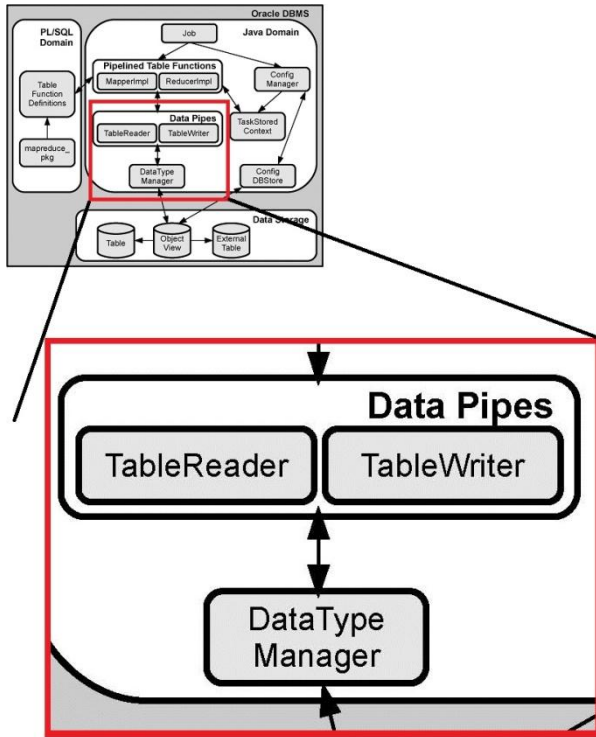 Oracle DBMS
PL/SQL
Domain
Java Domain
Job
Pipelined Table Functions
MapperImpl
ReducerImpl
Config
Manager
Table
Function
Definitions
Data Pipes
TableReader
TableWriter
TaskStored
Context
mapreduce_
pkg
DataType
Manager
Config
DBStore
Data Storage
Table
Object
View
External
Table
Data Pipes
TableReader
TableWriter
DataType
Manager